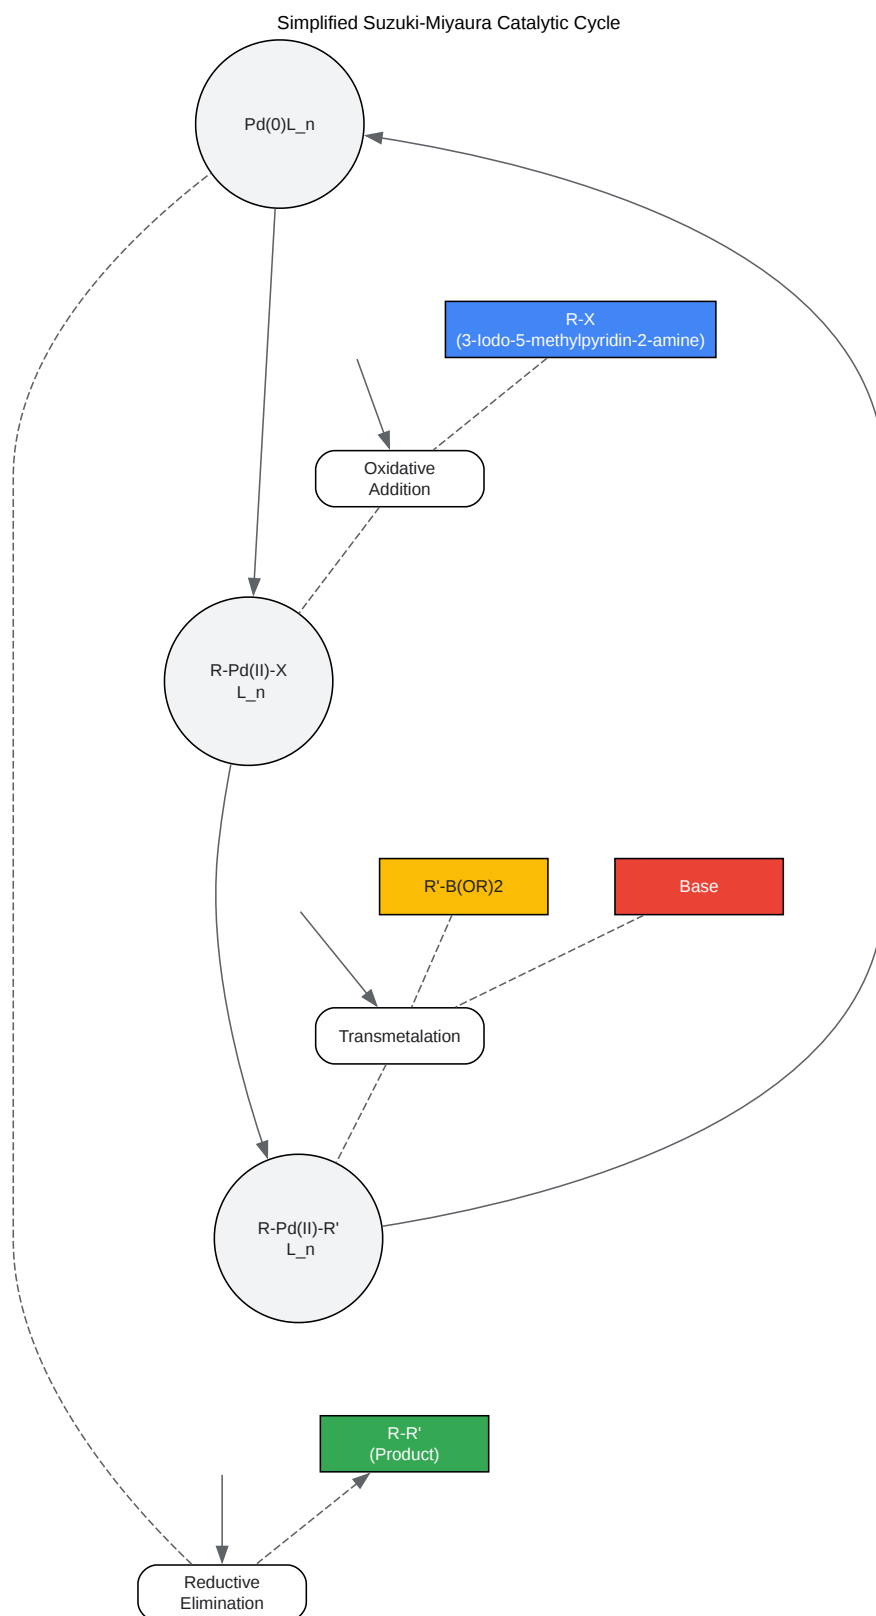 Simplified Suzuki-Miyaura Catalytic Cycle
Pd(0)L_n
R-X
(3-Iodo-5-methylpyridin-2-amine)
Oxidative
Addition
R-Pd(II)-X
L_n
R'-B(OR)2
Base
Transmetalation
R-Pd(II)-R'
L_n
R-R'
(Product)
Reductive
Elimination